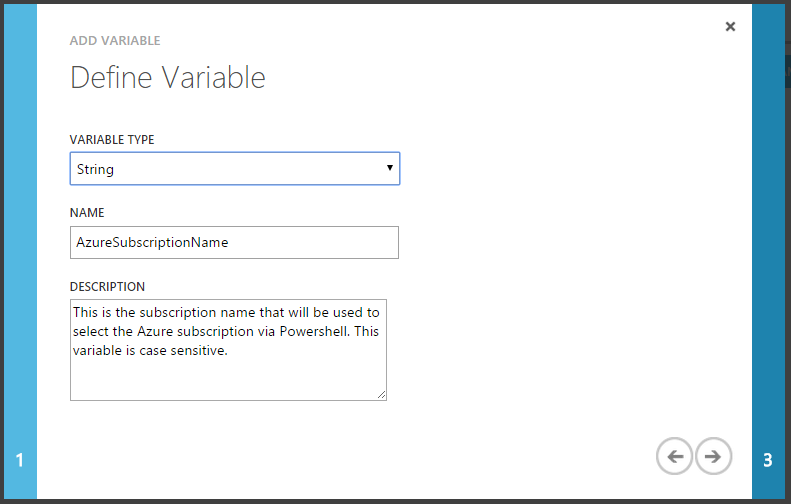 ADD VARIABLE
Define Variable
VARIABLE TYPE
String
NAME
AzureSubscriptionName
DESCRIPTION
This is the subscription name that will be used to
select the Azure subscription via Powershell. This
variable is case sensitive.
1
3